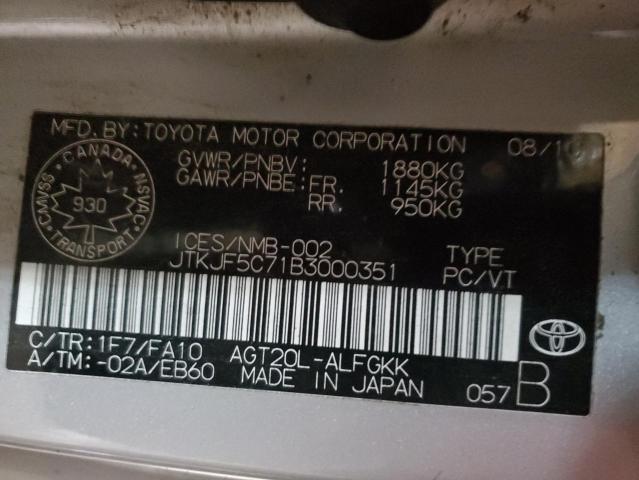 MFD. BY: TOYOTA MOTOR CORPORATION 08/10
GVWR/PNBV: 1880KG
GAWR/PNBE: FR. 1145KG
RR. 950KG
CANADA
CMVSS
NSVAC
930
TRANSPORT
ICES/NMB-002
JTKJF5C71B3000351
TYPE
PC/VT
C/TR: 1F7/FA10 AGT20L-ALFGKK
A/TM: -02A/EB60 MADE IN JAPAN
057 B